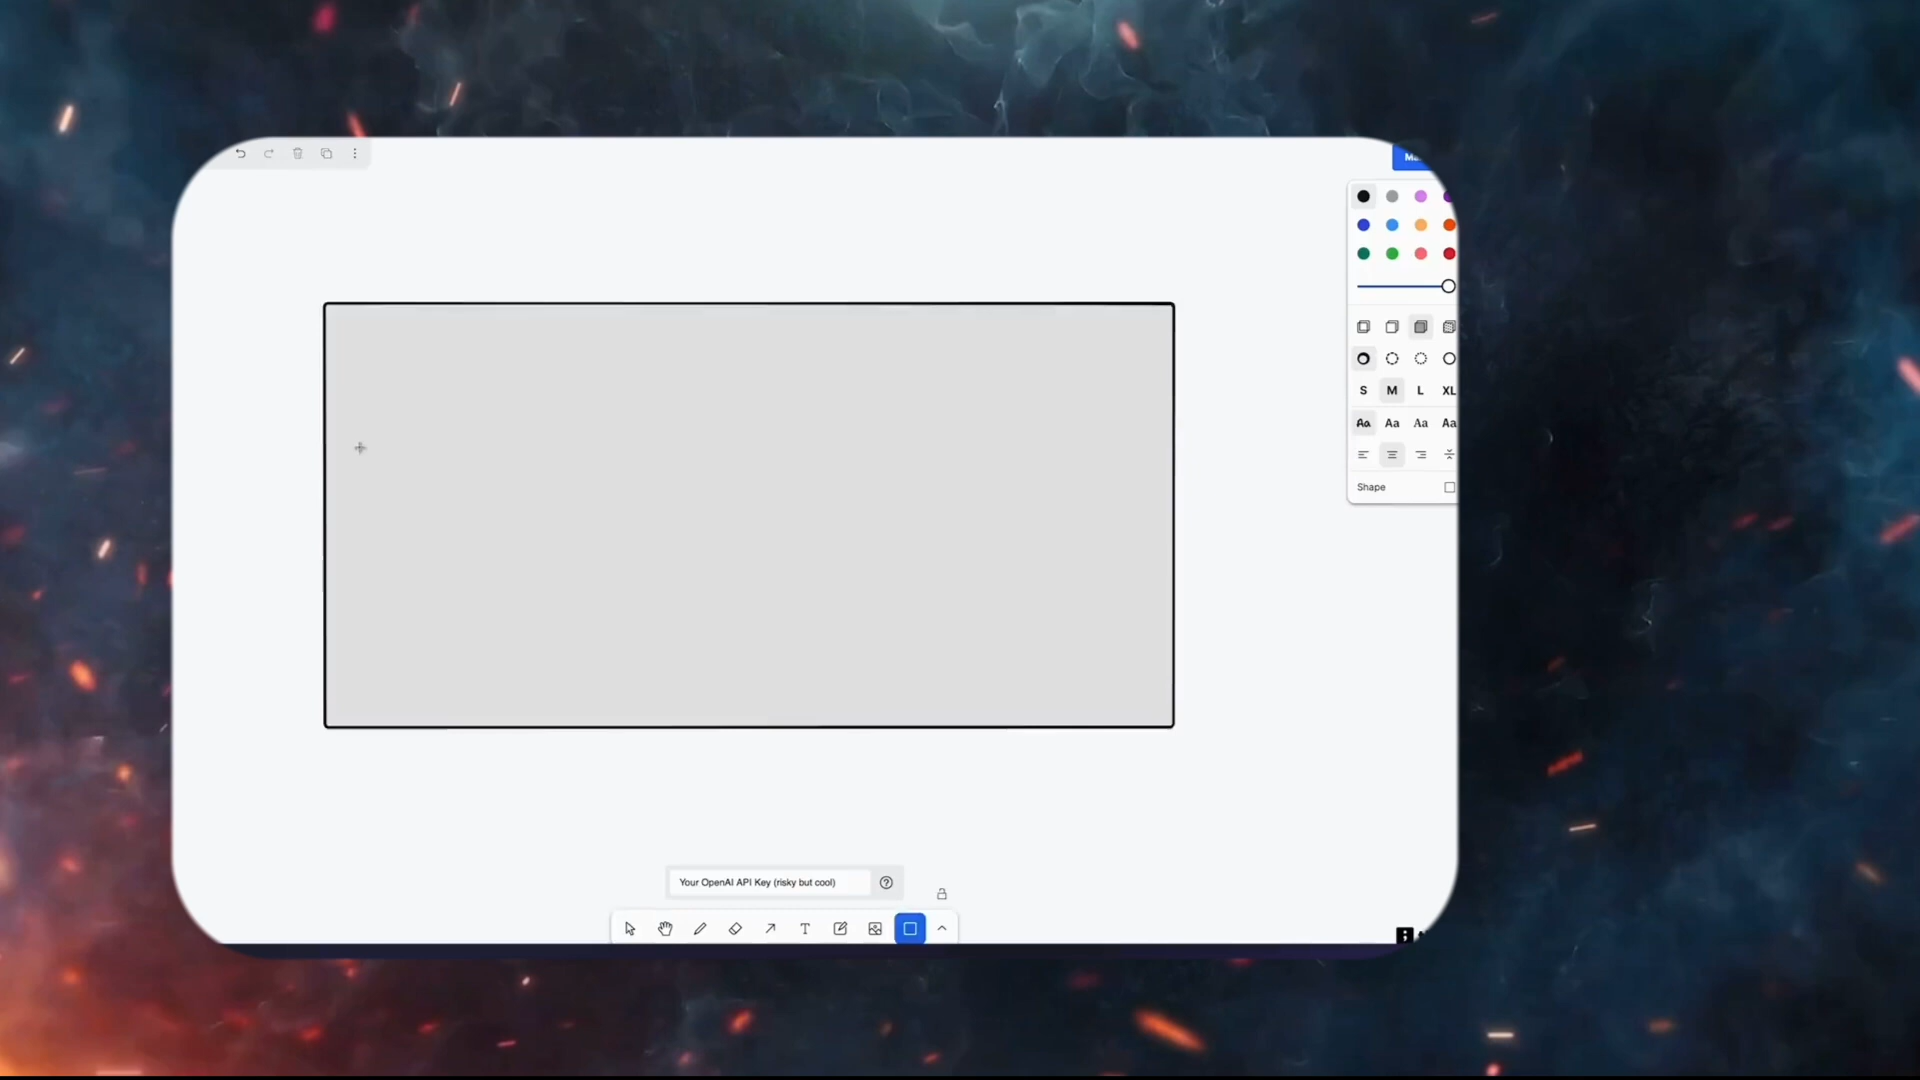 S M L XL
Aa Aa Aa Aa
Shape
Your OpenAI API Key (risky but cool)
T